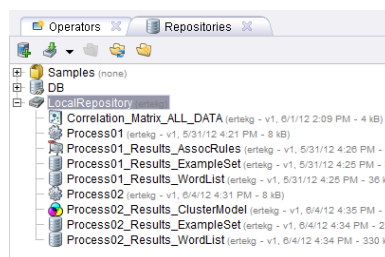 Operators Repositories
Samples (none)
DB
LocalRepository (ertekg)
Correlation_Matrix_ALL_DATA (ertekg - v1, 6/1/12 2:09 PM - 4 kB)
Process01 (ertekg - v1, 5/31/12 4:21 PM - 8 kB)
Process01_Results_AssocRules (ertekg - v1, 5/31/12 4:26 PM -
Process01_Results_ExampleSet (ertekg - v1, 5/31/12 4:25 PM -
Process01_Results_WordList (ertekg - v1, 5/31/12 4:25 PM - 36 k
Process02 (ertekg - v1, 6/4/12 4:31 PM - 8 kB)
Process02_Results_ClusterModel (ertekg - v1, 6/4/12 4:35 PM -
Process02_Results_ExampleSet (ertekg - v1, 6/4/12 4:34 PM - 2
Process02_Results_WordList (ertekg - v1, 6/4/12 4:34 PM - 330 k